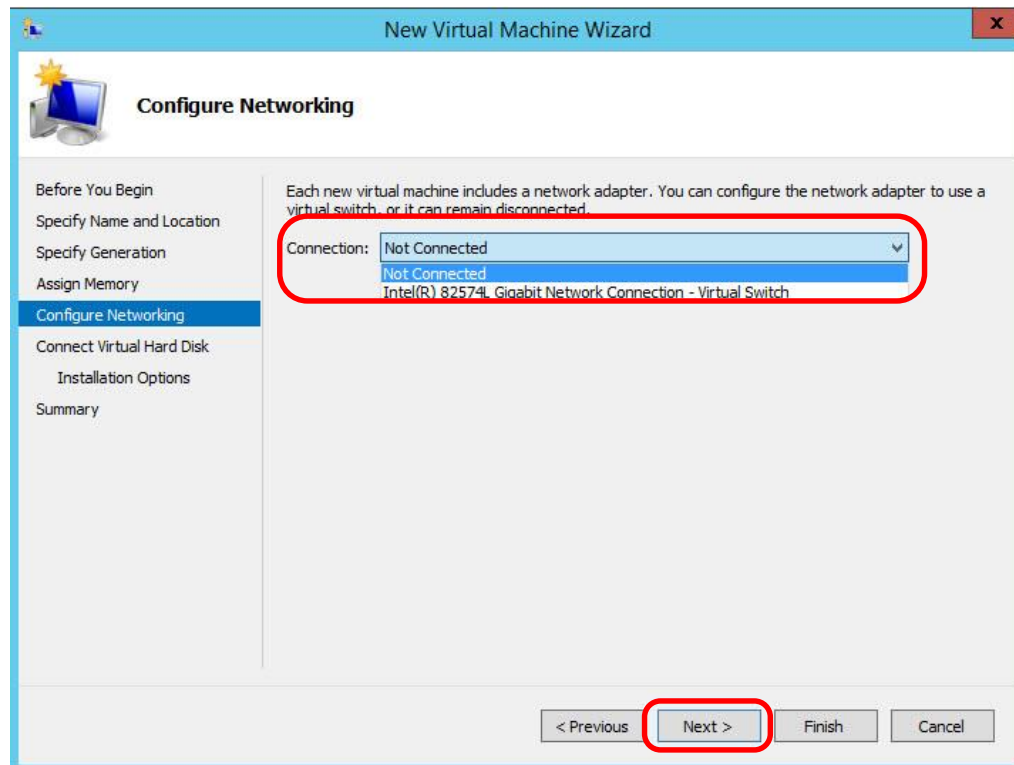 New Virtual Machine Wizard
x
Configure Networking
Before You Begin
Specify Name and Location
Specify Generation
Assign Memory
Configure Networking
Connect Virtual Hard Disk
Installation Options
Summary
Each new virtual machine includes a network adapter. You can configure the network adapter to use a
virtual switch, or it can remain disconnected.
Connection: Not Connected
Not Connected
Intel(R) 82574L Gigabit Network Connection - Virtual Switch
< Previous Next > Finish Cancel